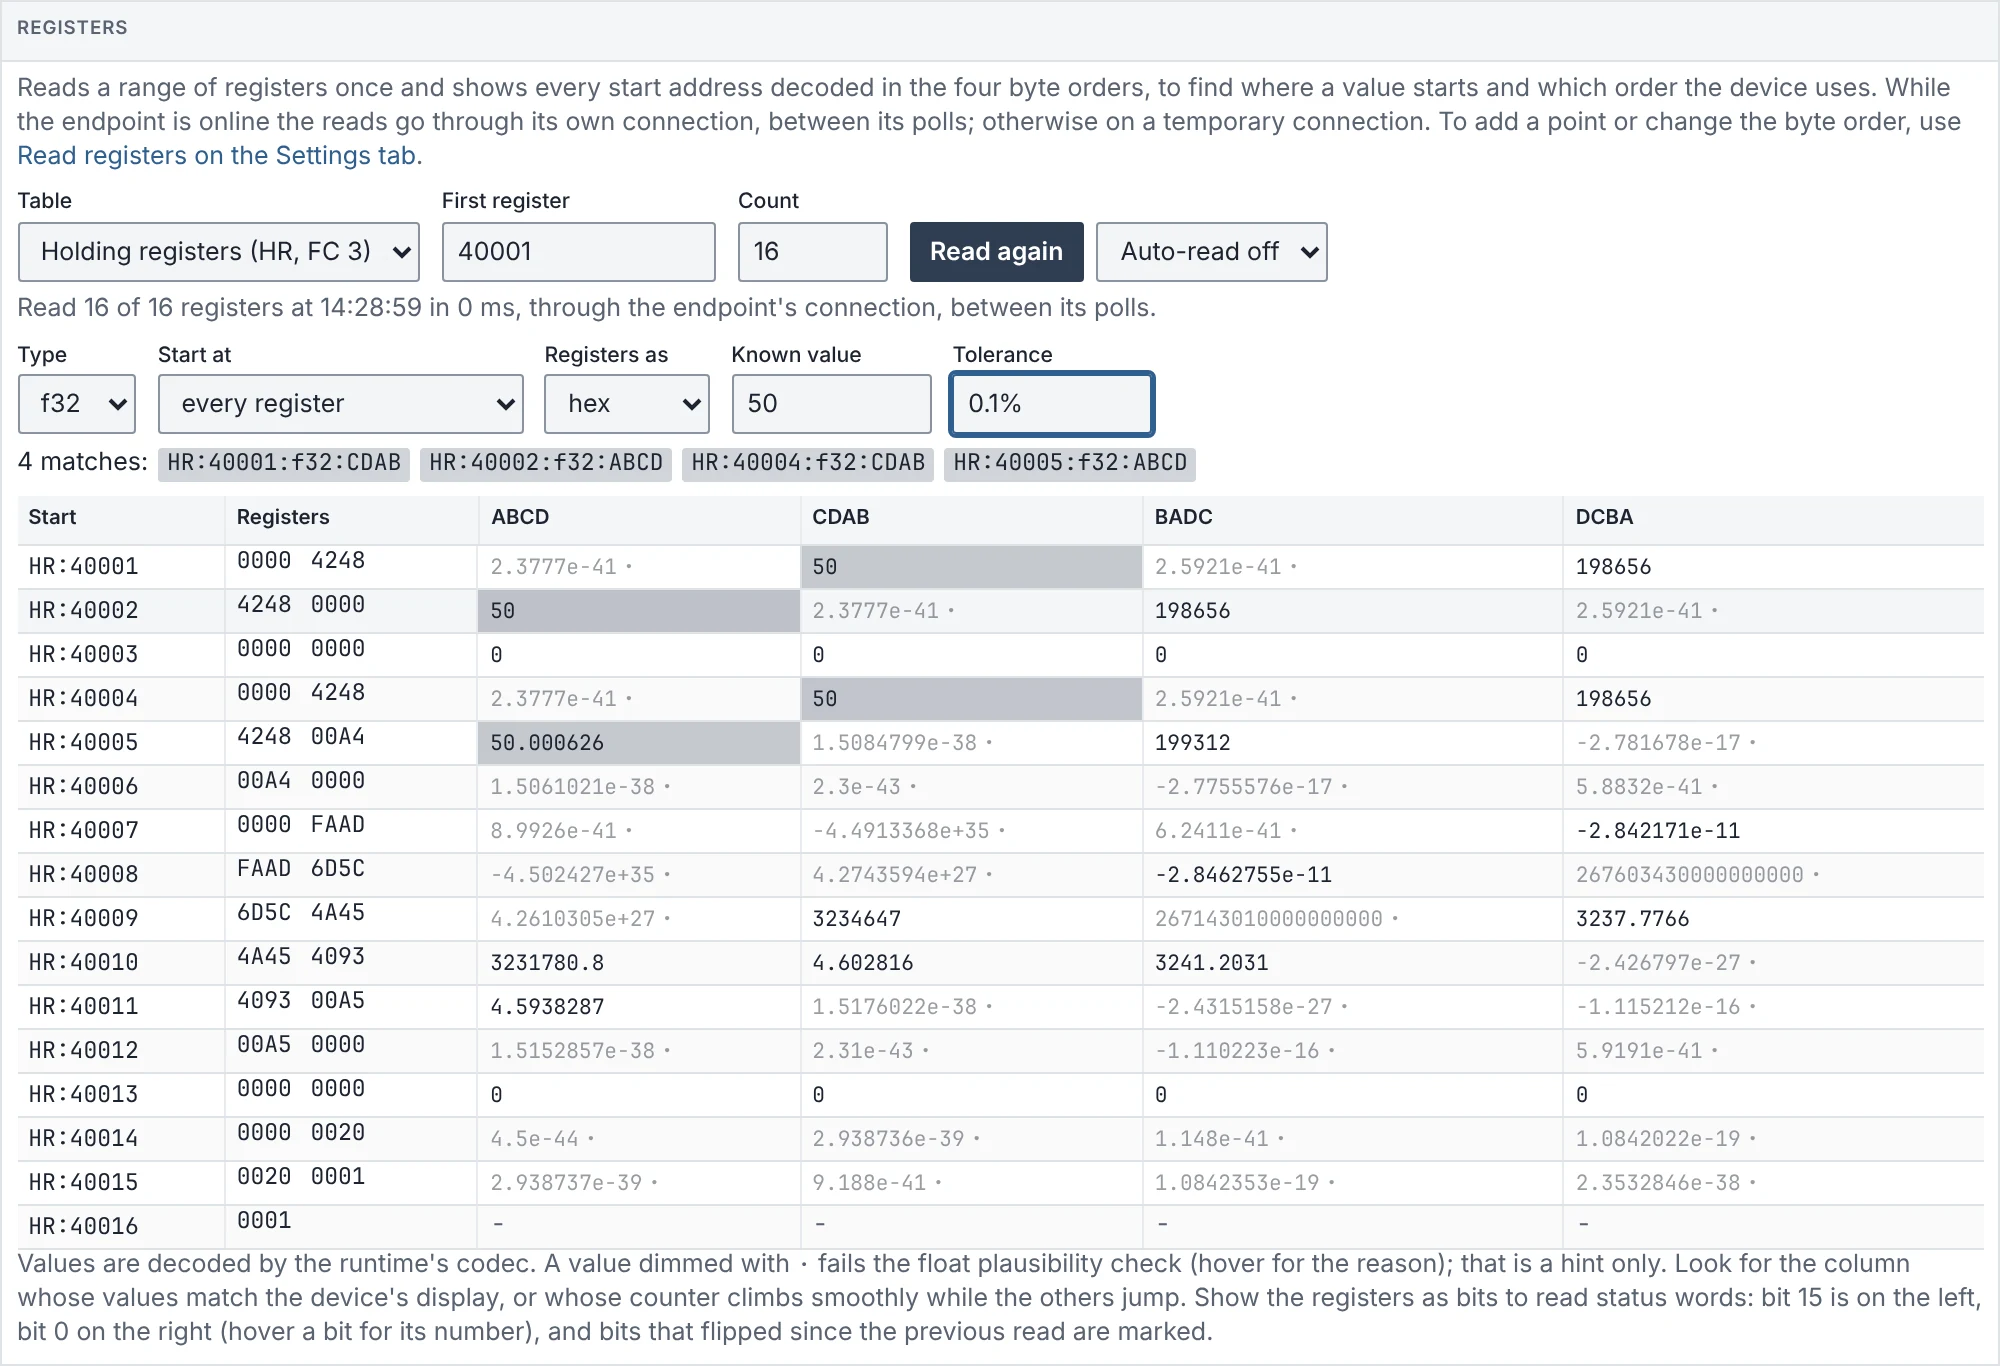 REGISTERS
Reads a range of registers once and shows every start address decoded in the four byte orders, to find where a value starts and which order the device uses. While
the endpoint is online the reads go through its own connection, between its polls; otherwise on a temporary connection. To add a point or change the byte order, use
Read registers on the Settings tab.
Table First register Count
Holding registers (HR, FC 3) 40001 16 Read again Auto-read off
Read 16 of 16 registers at 14:28:59 in 0 ms, through the endpoint's connection, between its polls.
Type Start at Registers as Known value Tolerance
f32 every register hex 50 0.1%
4 matches: HR:40001:f32:CDAB HR:40002:f32:ABCD HR:40004:f32:CDAB HR:40005:f32:ABCD
Start Registers ABCD CDAB BADC DCBA
HR:40001 0000 4248 2.3777e-41 · 50 2.5921e-41 · 198656
HR:40002 4248 0000 50 2.3777e-41 · 198656 2.5921e-41 ·
HR:40003 0000 0000 0 0 0 0
HR:40004 0000 4248 2.3777e-41 · 50 2.5921e-41 · 198656
HR:40005 4248 00A4 50.000626 1.5084799e-38 · 199312 -2.781678e-17 ·
HR:40006 00A4 0000 1.5061021e-38 · 2.3e-43 · -2.7755576e-17 · 5.8832e-41 ·
HR:40007 0000 FAAD 8.9926e-41 · -4.4913368e+35 · 6.2411e-41 · -2.842171e-11
HR:40008 FAAD 6D5C -4.502427e+35 · 4.2743594e+27 · -2.8462755e-11 267603430000000000 ·
HR:40009 6D5C 4A45 4.2610305e+27 · 3234647 267143010000000000 · 3237.7766
HR:40010 4A45 4093 3231780.8 4.602816 3241.2031 -2.426797e-27 ·
HR:40011 4093 00A5 4.5938287 1.5176022e-38 · -2.4315158e-27 · -1.115212e-16 ·
HR:40012 00A5 0000 1.5152857e-38 · 2.31e-43 · -1.110223e-16 · 5.9191e-41 ·
HR:40013 0000 0000 0 0 0 0
HR:40014 0000 0020 4.5e-44 · 2.938736e-39 · 1.148e-41 · 1.0842022e-19 ·
HR:40015 0020 0001 2.938737e-39 · 9.188e-41 · 1.0842353e-19 · 2.3532846e-38 ·
HR:40016 0001 - - - -
Values are decoded by the runtime's codec. A value dimmed with · fails the float plausibility check (hover for the reason); that is a hint only. Look for the column
whose values match the device's display, or whose counter climbs smoothly while the others jump. Show the registers as bits to read status words: bit 15 is on the left,
bit 0 on the right (hover a bit for its number), and bits that flipped since the previous read are marked.